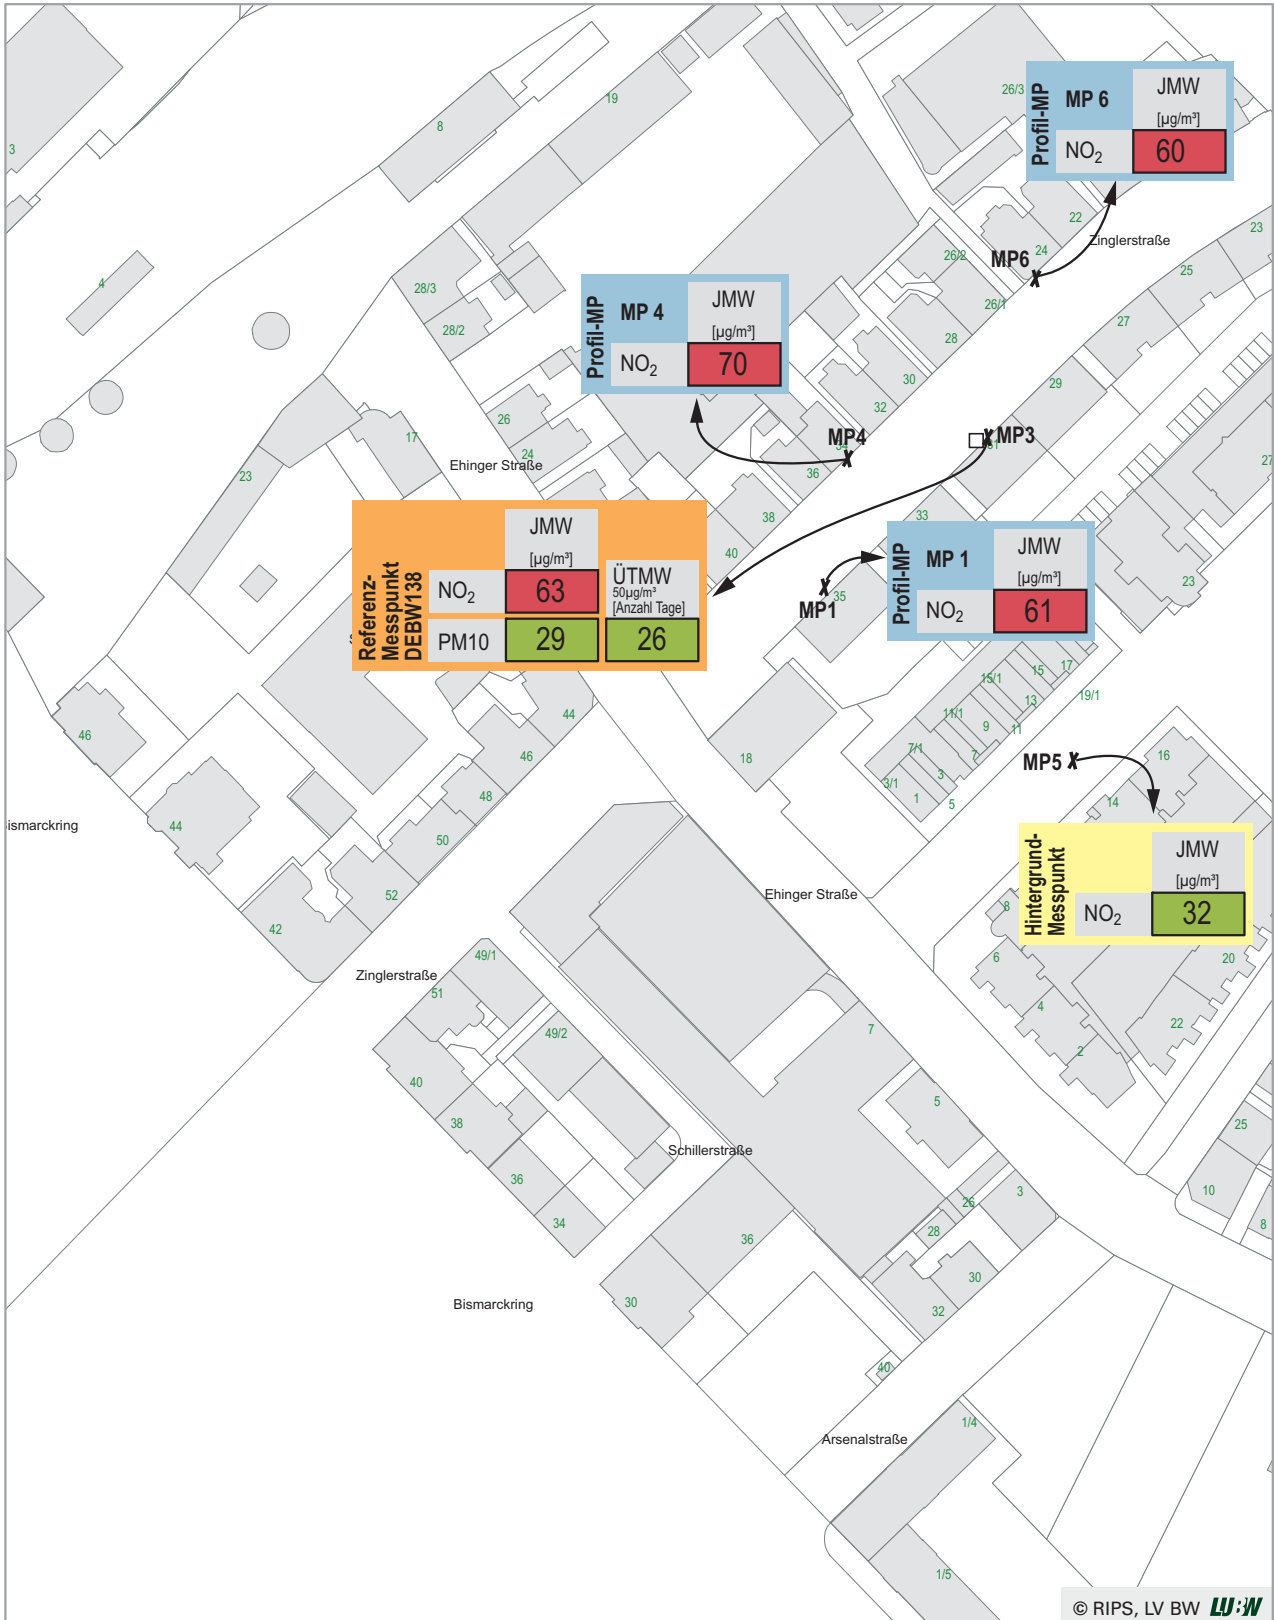 3
8
19
26/3
Profil-MP
MP 6
JMW
[µg/m³]
NO₂
60
22
24
Zinglerstraße
MP6
23
25
27
29
26/2
26/1
28
30
32
34
36
38
40
4
28/3
28/2
26
24
17
23
Ehinger Straße
Profil-MP
MP 4
JMW
[µg/m³]
NO₂
70
MP4
MP3
31
33
27
23
Referenz-
Messpunkt
DEBW138
JMW
[µg/m³]
NO₂
63
ÜTMW
50µg/m³
[Anzahl Tage]
PM10
29
26
MP1
35
Profil-MP
MP 1
JMW
[µg/m³]
NO₂
61
15/1
15
17
19/1
11/1
13
9
11
7/1
7
3
3/1
1
5
18
46
44
46
48
50
52
44
42
ismarckring
MP5
16
14
Hintergrund-
Messpunkt
JMW
[µg/m³]
NO₂
32
8
6
4
2
20
22
Ehinger Straße
Zinglerstraße
49/1
51
49/2
40
38
36
34
7
5
Schillerstraße
3
26
28
30
32
36
30
25
10
8
Bismarckring
40
Arsenalstraße
1/4
1/5
© RIPS, LV BW LUBW